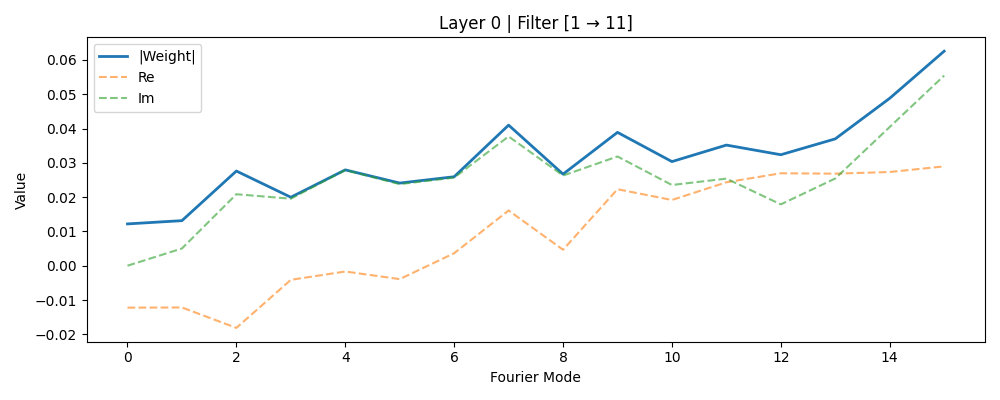 Layer 0 | Filter [1 → 11]
|Weight|
Re
Im
Value
0.06
0.05
0.04
0.03
0.02
0.01
0.00
−0.01
−0.02
0 2 4 6 8 10 12 14
Fourier Mode